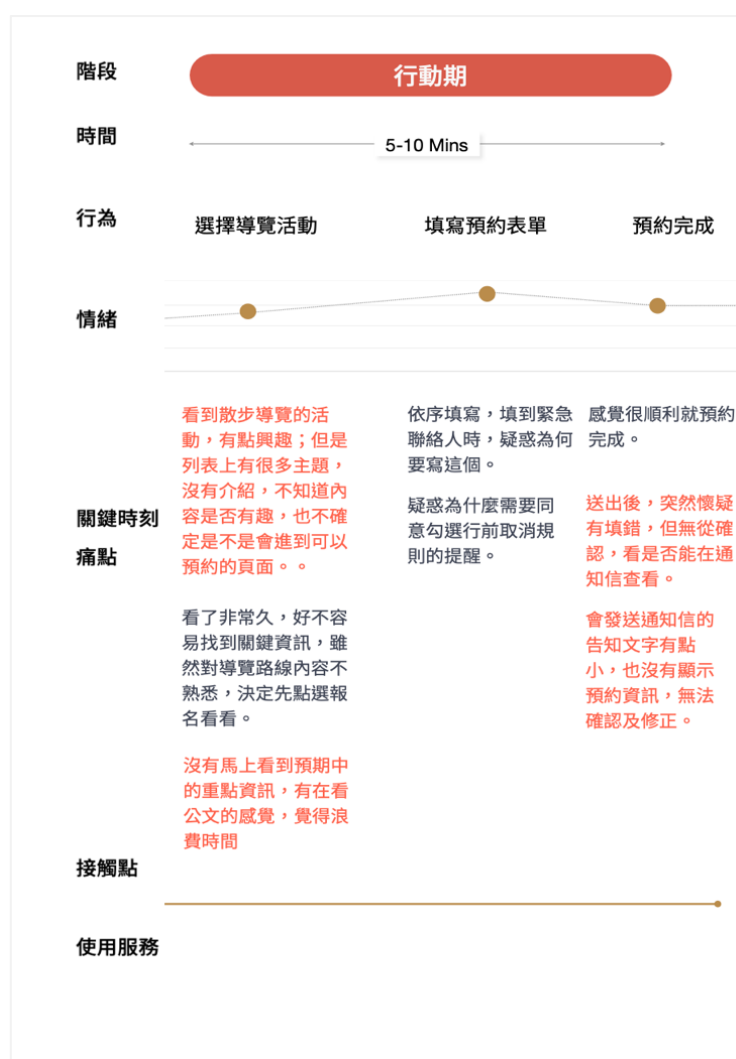 階段
行動期
時間
5-10 Mins
行為
選擇導覽活動
填寫預約表單
預約完成
情緒
關鍵時刻
痛點
看到散步導覽的活
動，有點興趣；但是
列表上有很多主題，
沒有介紹，不知道內
容是否有趣，也不確
定是不是會進到可以
預約的頁面。。
看了非常久，好不容
易找到關鍵資訊，雖
然對導覽路線內容不
熟悉，決定先點選報
名看看。
沒有馬上看到預期中
的重點資訊，有在看
公文的感覺，覺得浪
費時間
依序填寫，填到緊急
聯絡人時，疑惑為何
要寫這個。
疑惑為什麼需要同
意勾選行前取消規
則的提醒。
感覺很順利就預約
完成。
送出後，突然懷疑
有填錯，但無從確
認，看是否能在通
知信查看。
會發送通知信的
告知文字有點
小，也沒有顯示
預約資訊，無法
確認及修正。
接觸點
使用服務